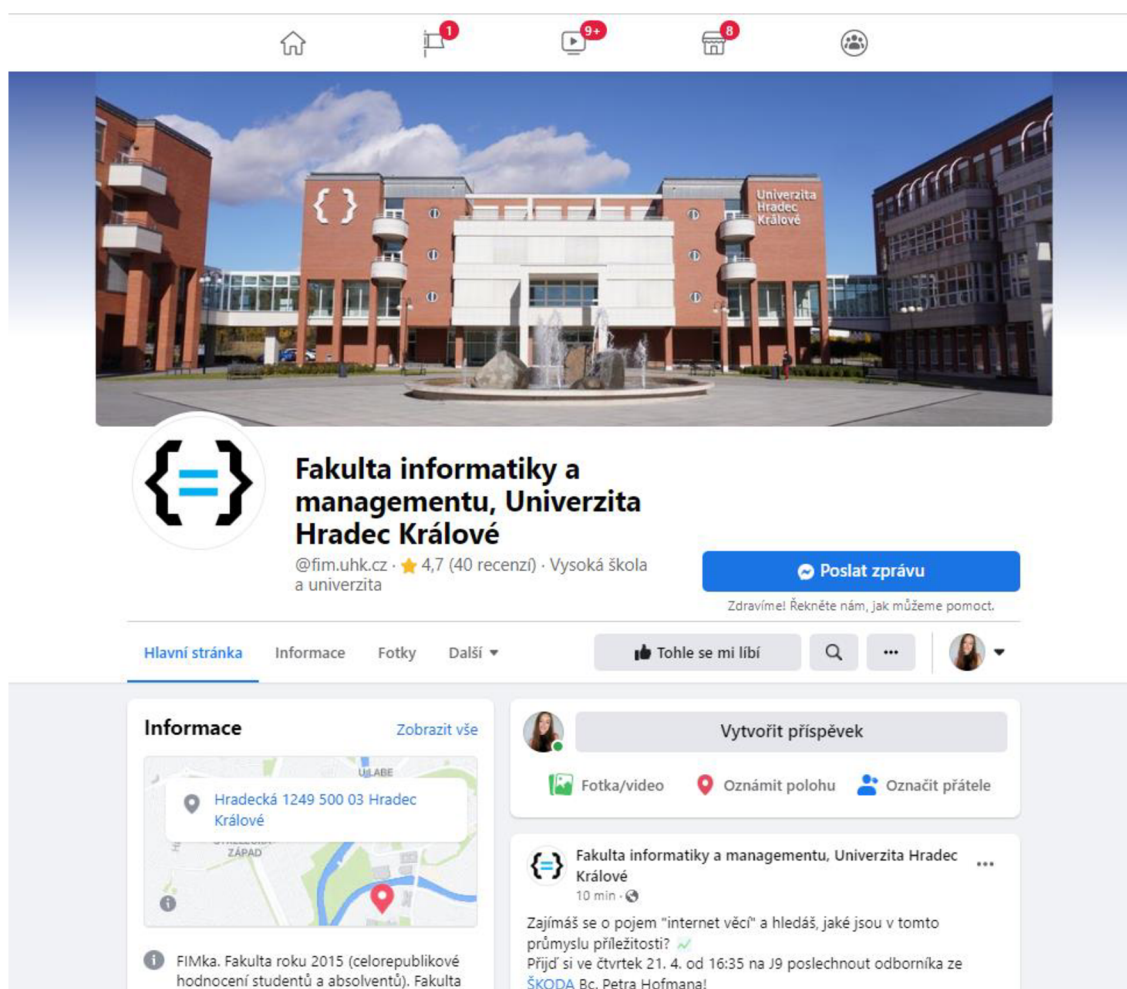 1
9+
8
{ }
Univerzita
Hradec
Králové
{=}
Fakulta informatiky a
managementu, Univerzita
Hradec Králové
@fim.uhk.cz · 4,7 (40 recenzí) · Vysoká škola
a univerzita
Poslat zprávu
Zdravíme! Řekněte nám, jak můžeme pomoct.
Hlavní stránka
Informace
Fotky
Další
Tohle se mi líbí
Informace
Zobrazit vše
U LABE
Hradecká 1249 500 03 Hradec
Králové
ZÁPAD
FIMka. Fakulta roku 2015 (celorepublikové
hodnocení studentů a absolventů). Fakulta
Vytvořit příspěvek
Fotka/video
Oznámit polohu
Označit přátele
{=}
Fakulta informatiky a managementu, Univerzita Hradec
Králové
10 min ·
Zajímáš se o pojem "internet věcí" a hledáš, jaké jsou v tomto
průmyslu příležitosti?
Přijď si ve čtvrtek 21. 4. od 16:35 na J9 poslechnout odborníka ze
ŠKODA Bc. Petra Hofmana!